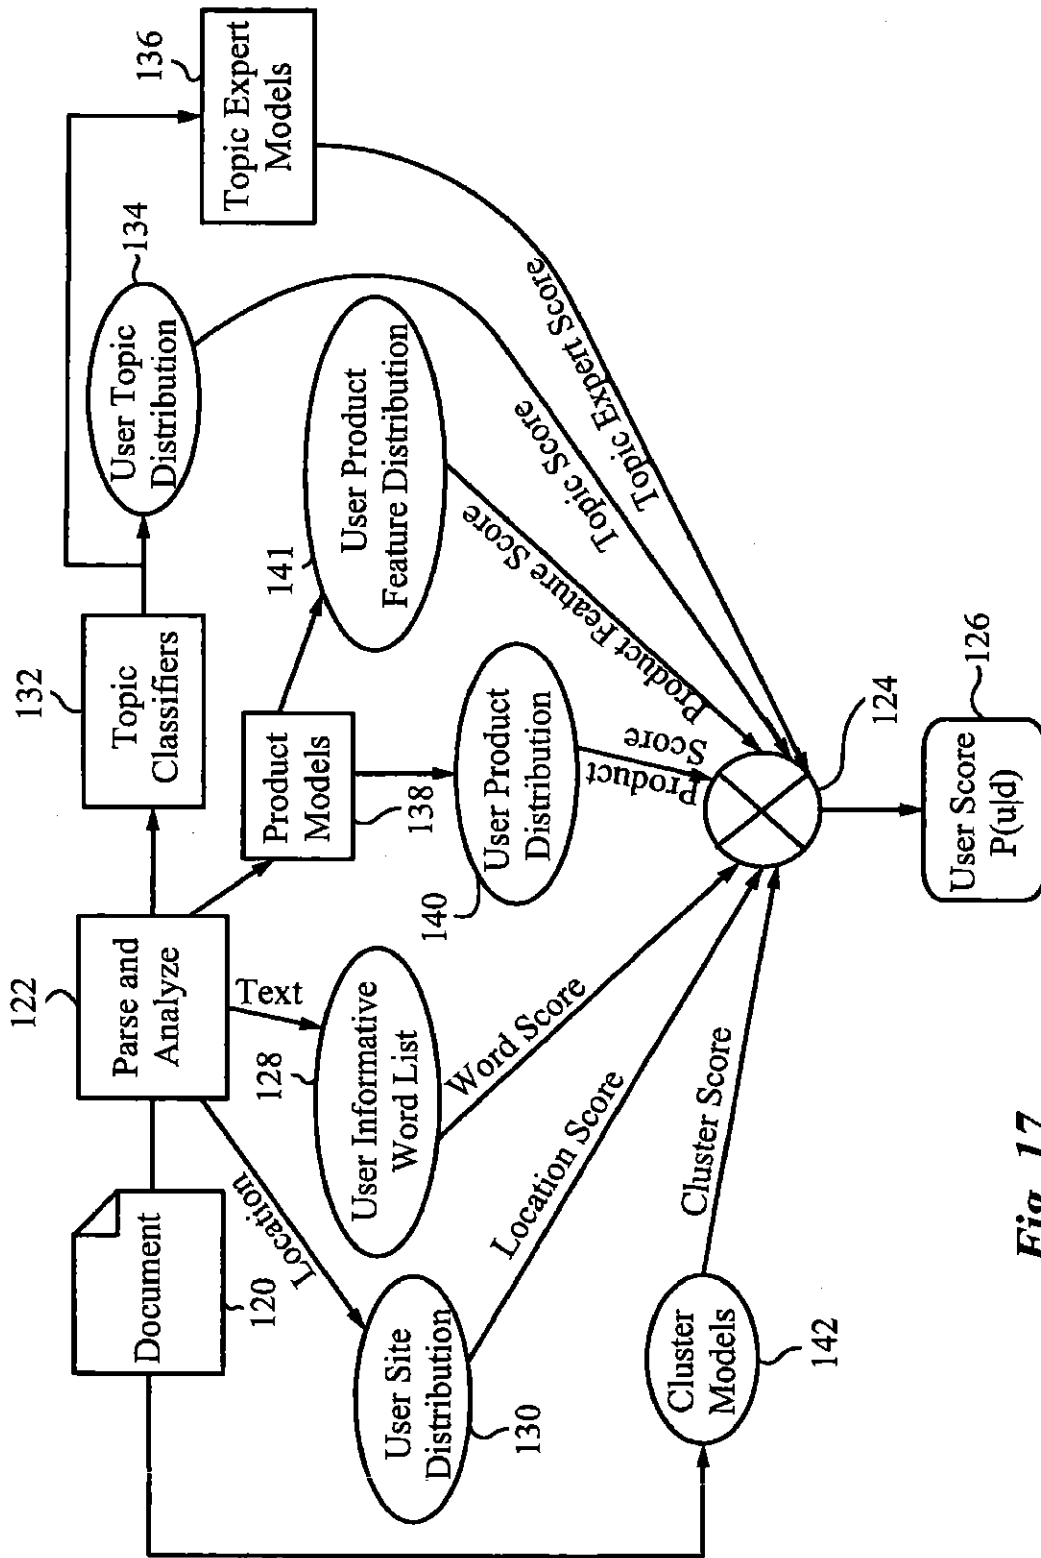 Document
120
Parse and
Analyze
122
Topic
Classifiers
132
User Topic
Distribution
134
Topic Expert
Models
136
Location
Text
User Site
Distribution
130
User Informative
Word List
128
Product
Models
138
User Product
Distribution
140
User Product
Feature Distribution
141
Cluster
Models
142
Cluster Score
Location Score
Word Score
Product
Score
Product Feature Score
Topic Score
Topic Expert Score
124
User Score
P(u|d)
126
Fig. 17